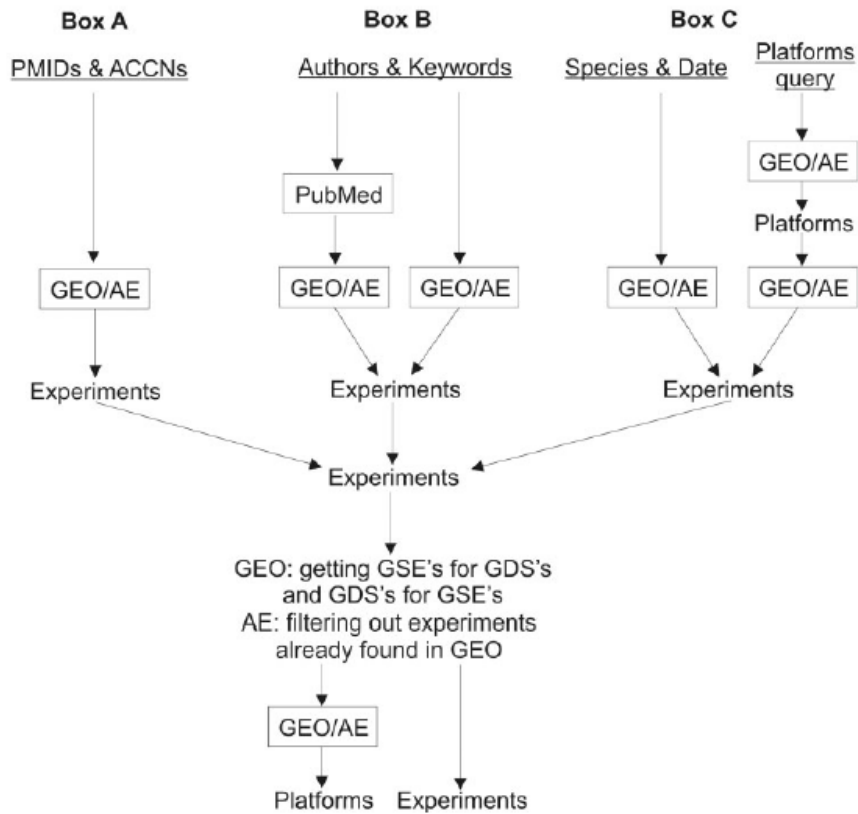 Box A
Box B
Box C
PMIDs & ACCNs
Authors & Keywords
Species & Date
Platforms
query
GEO/AE
PubMed
Platforms
GEO/AE
GEO/AE
GEO/AE
GEO/AE
GEO/AE
Experiments
Experiments
Experiments
Experiments
GEO: getting GSE's for GDS's
and GDS's for GSE's
AE: filtering out experiments
already found in GEO
GEO/AE
Platforms
Experiments